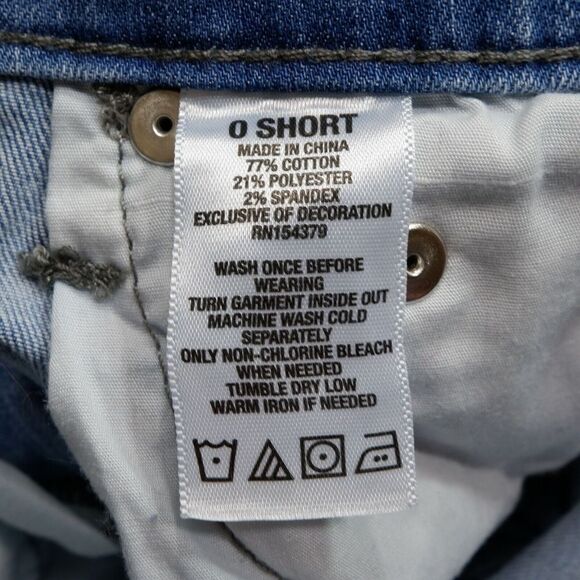 0 SHORT
MADE IN CHINA
77% COTTON
21% POLYESTER
2% SPANDEX
EXCLUSIVE OF DECORATION
RN154379
WASH ONCE BEFORE
WEARING
TURN GARMENT INSIDE OUT
MACHINE WASH COLD
SEPARATELY
ONLY NON-CHLORINE BLEACH
WHEN NEEDED
TUMBLE DRY LOW
WARM IRON IF NEEDED